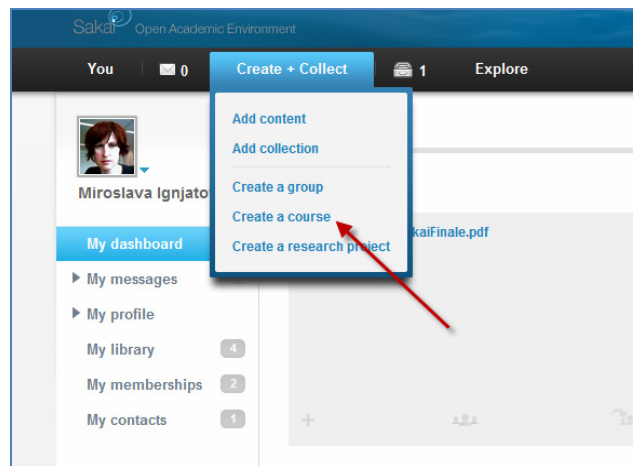 Sakai Open Academic Environment
You 0 Create + Collect 1 Explore
Add content
Add collection
Create a group
Create a course
Create a research project
kaiFinale.pdf
Miroslava Ignjato
My dashboard
My messages
My profile
My library 4
My memberships 2
My contacts 1